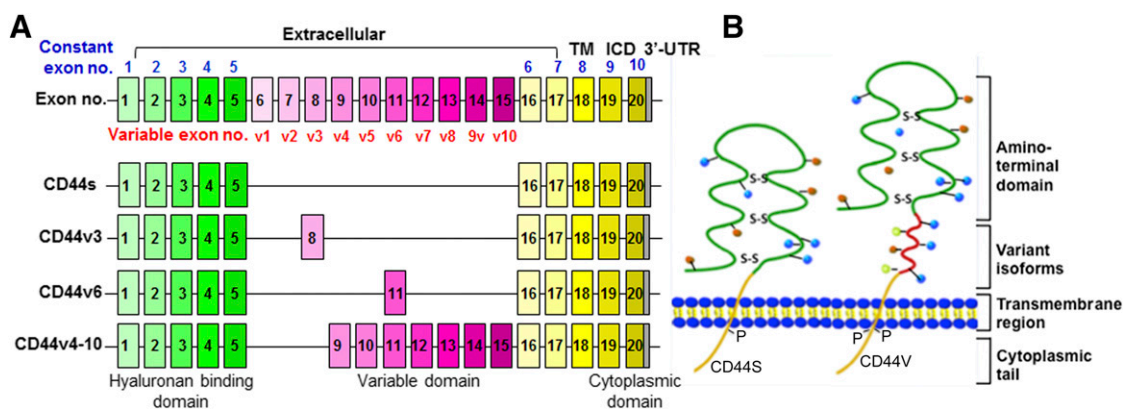 A
Extracellular
Constant
exon no.
TM ICD 3'-UTR
1 2 3 4 5 6 7 8 9 10
Exon no. 1 2 3 4 5 6 7 8 9 10 11 12 13 14 15 16 17 18 19 20
Variable exon no. v1 v2 v3 v4 v5 v6 v7 v8 9v v10
CD44s 1 2 3 4 5 16 17 18 19 20
CD44v3 1 2 3 4 5 8 16 17 18 19 20
CD44v6 1 2 3 4 5 11 16 17 18 19 20
CD44v4-10 1 2 3 4 5 9 10 11 12 13 14 15 16 17 18 19 20
Hyaluronan binding
domain
Variable domain
Cytoplasmic
domain
B
S-S
S-S
S-S
P
CD44S
S-S
S-S
S-S
P P
CD44V
Amino-
terminal
domain
Variant
isoforms
Transmembrane
region
Cytoplasmic
tail